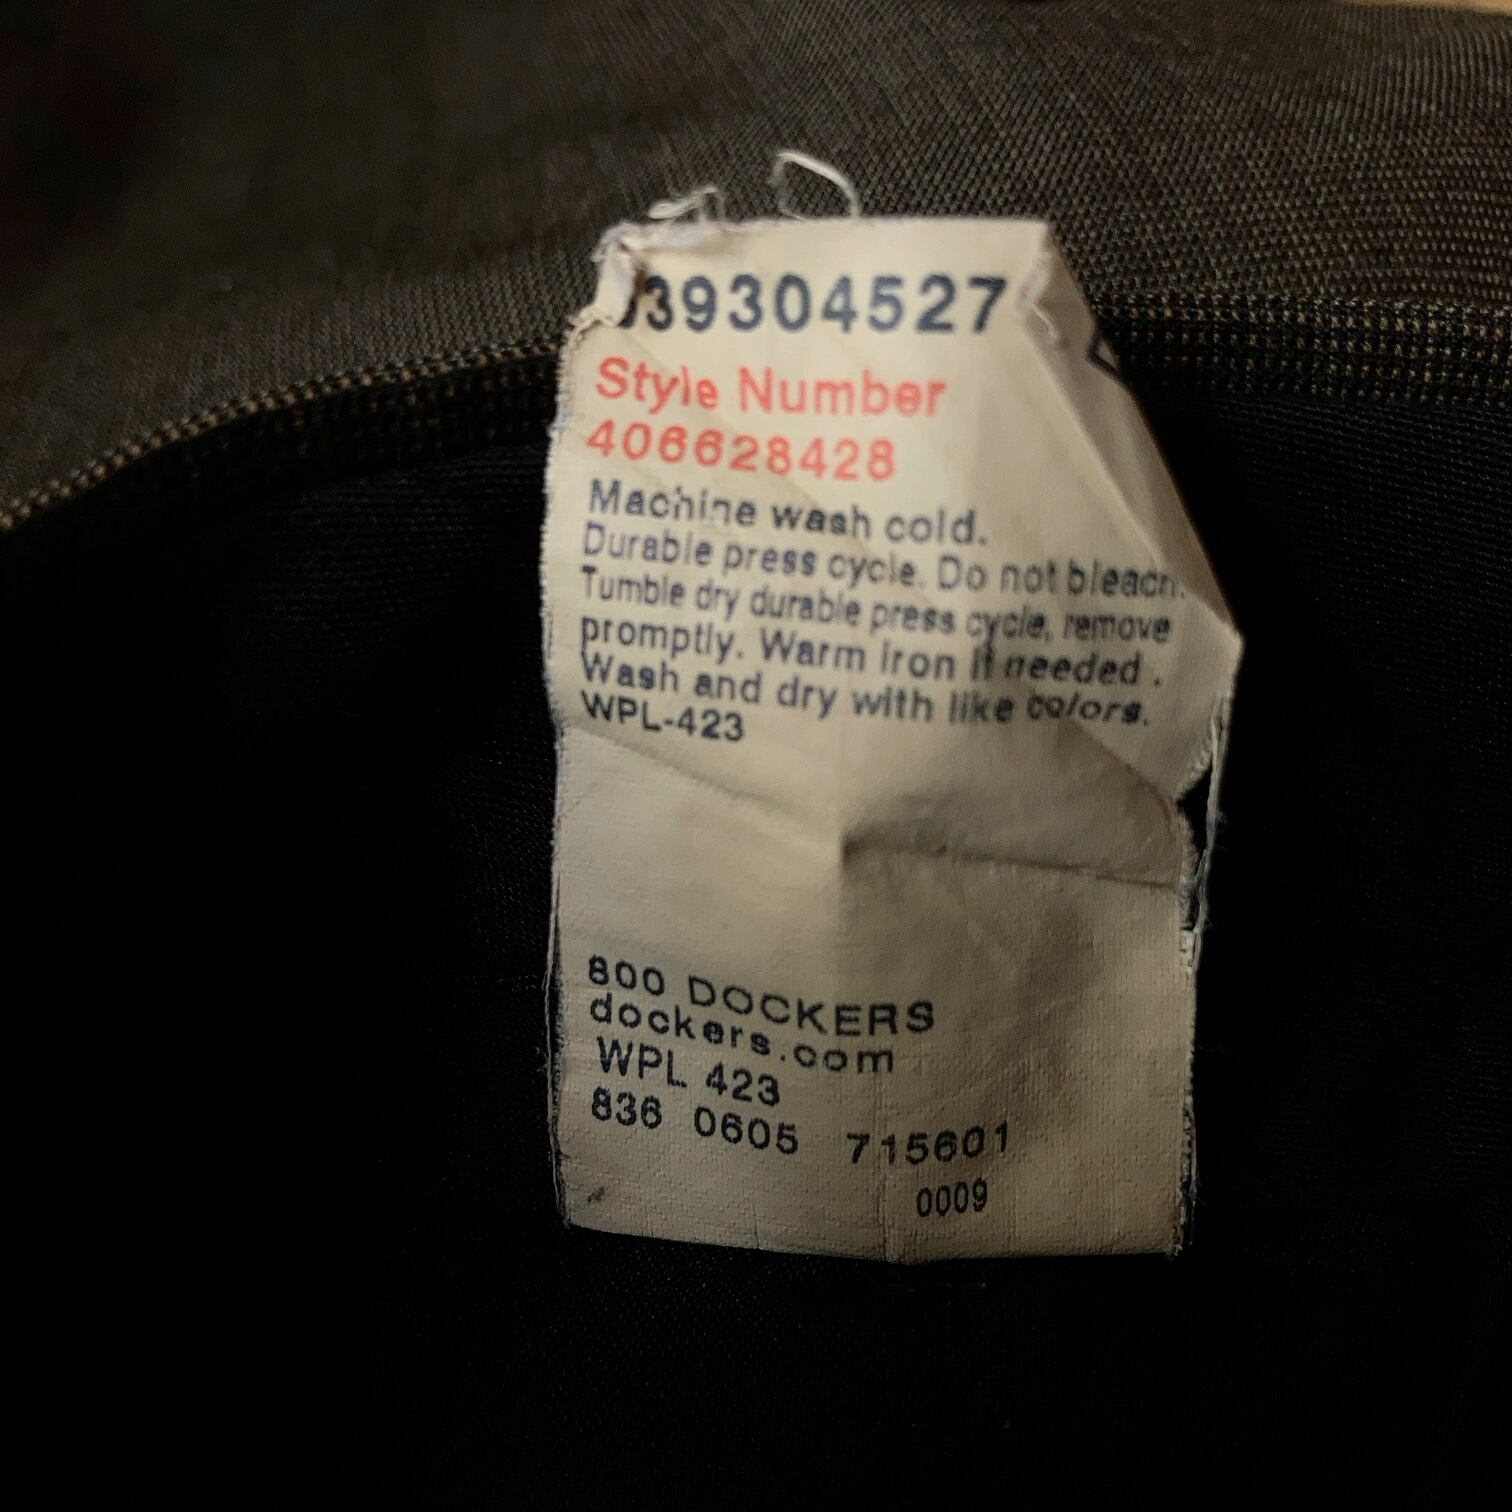 39304527
Style Number
406628428
Machine wash cold.
Durable press cycle. Do not bleach.
Tumble dry durable press cycle, remove
promptly. Warm iron if needed .
Wash and dry with like colors.
WPL-423
800 DOCKERS
dockers.com
WPL 423
836 0605 715601
0009